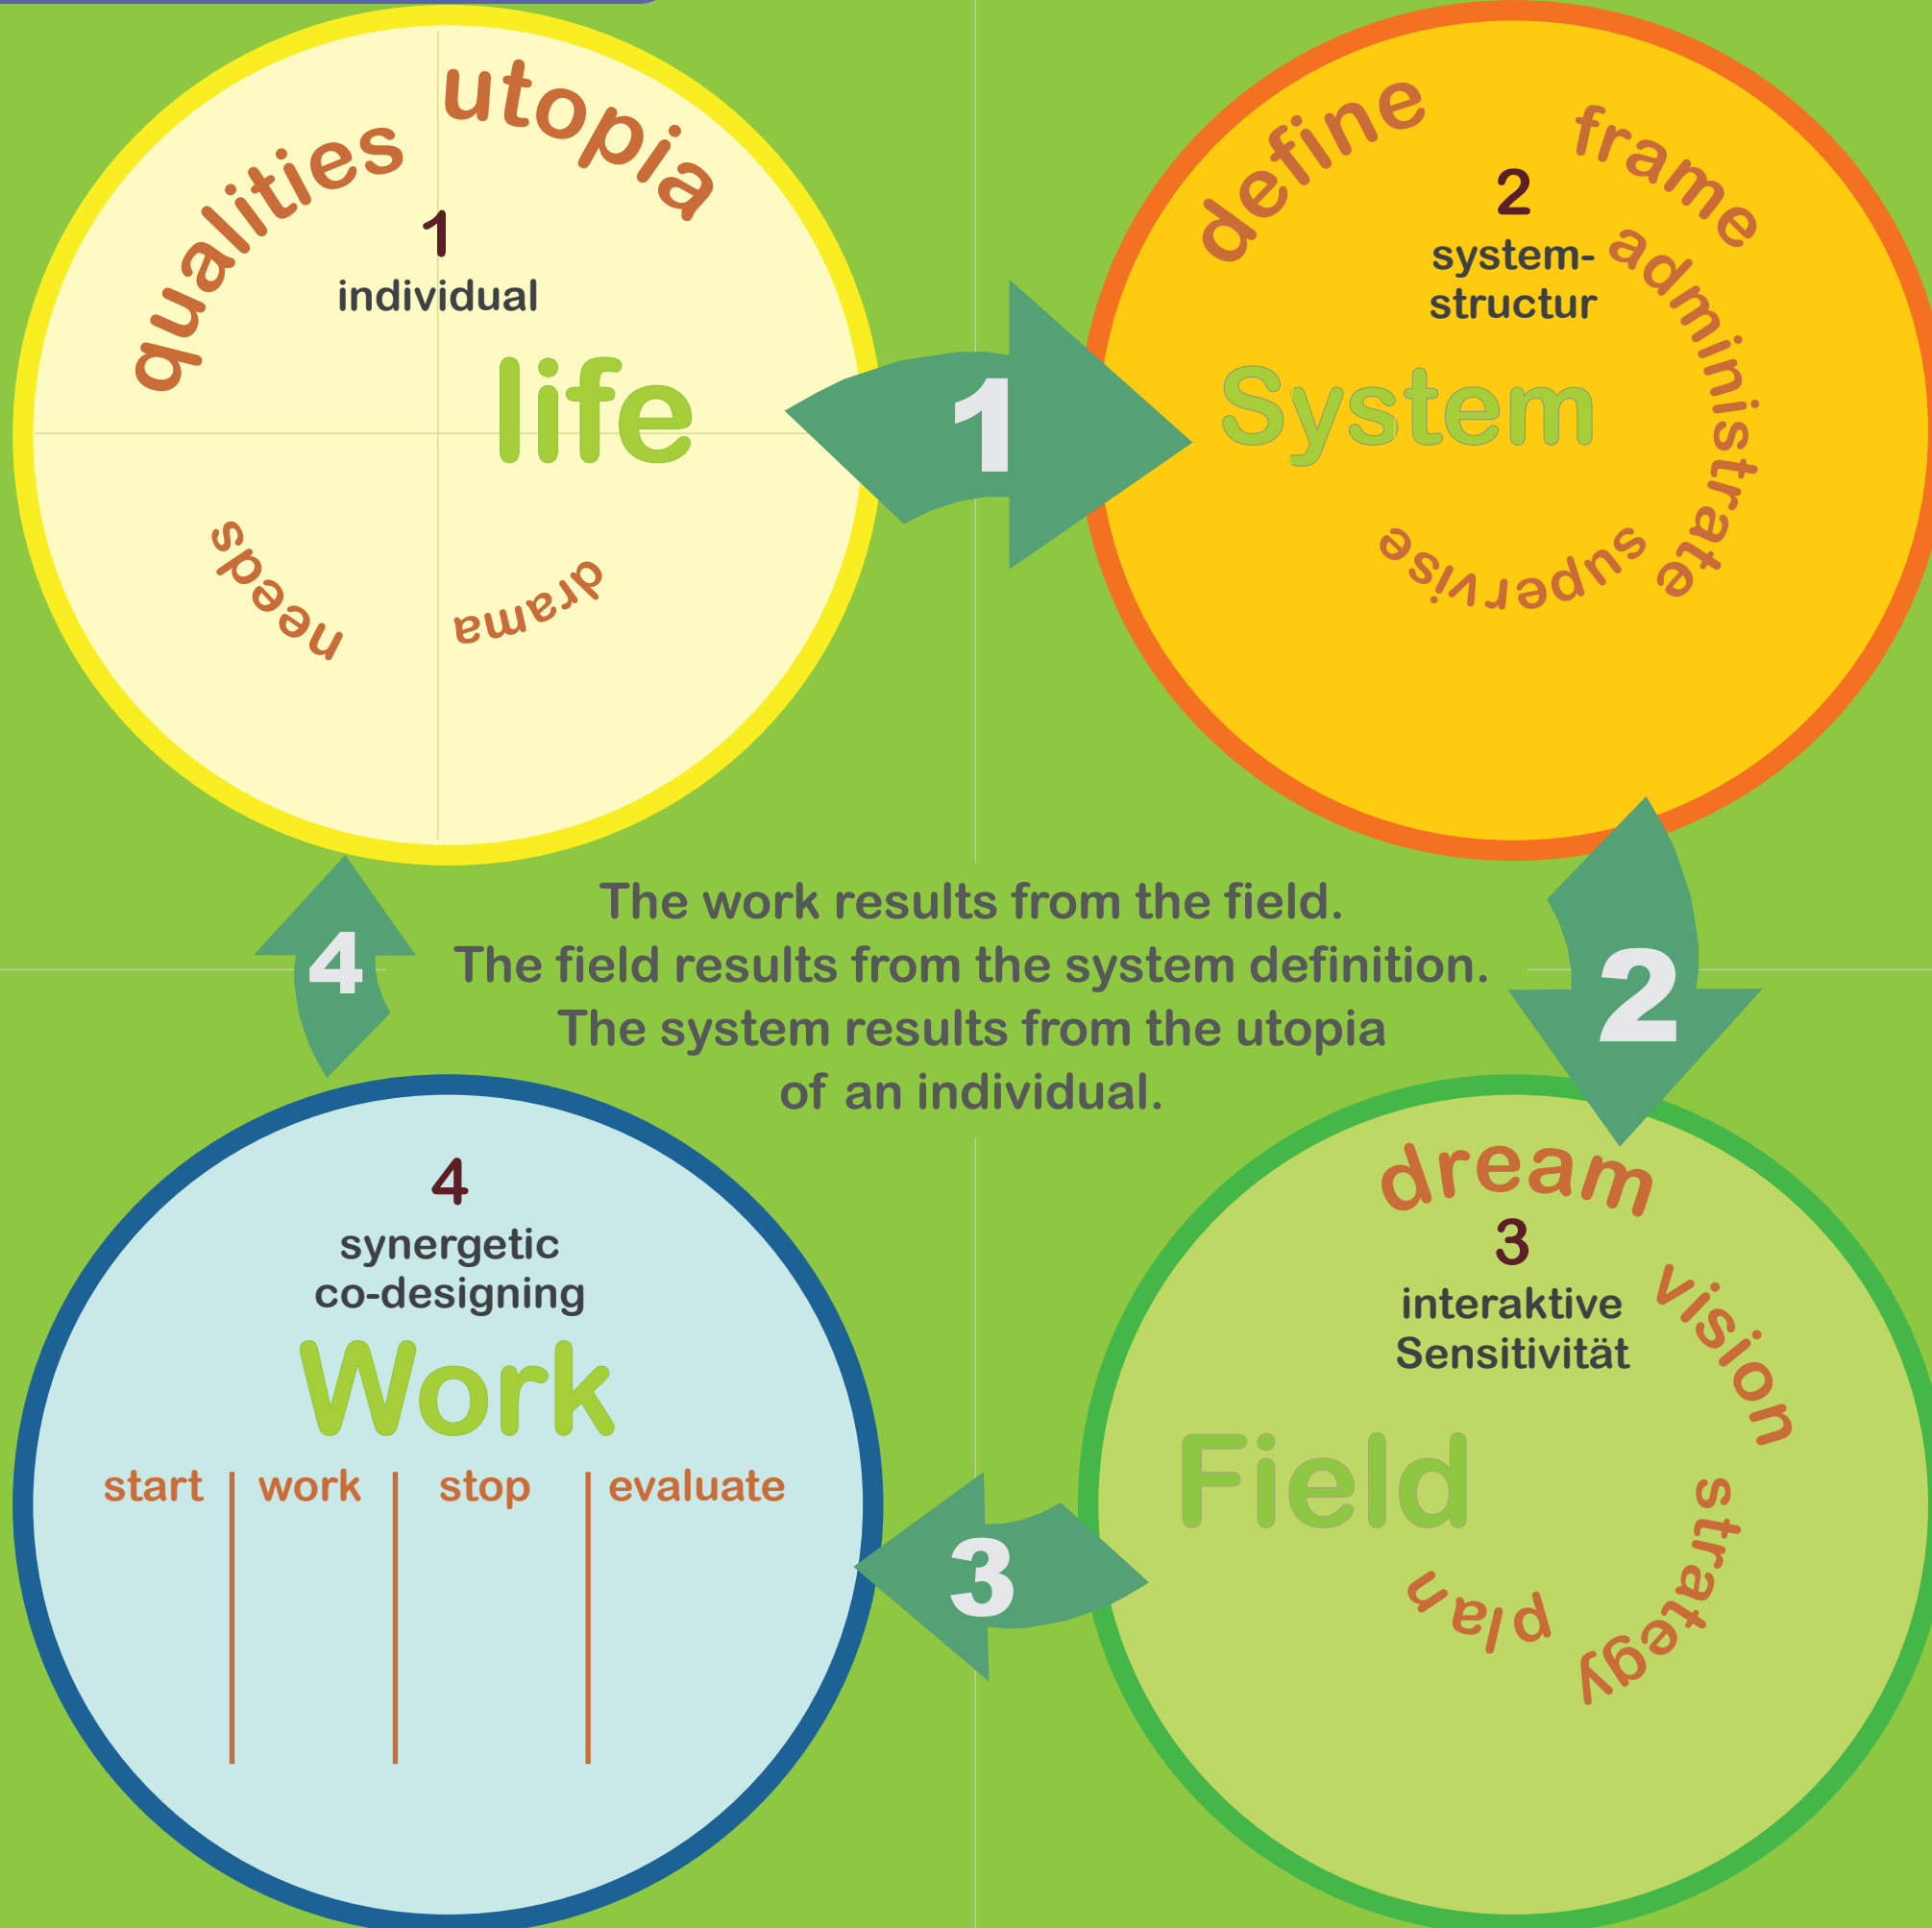 qualities
utopia
1
individual
life
needs
drama
1
define
frame
2
system-
structur
administrate
System
supervise
2
The work results from the field.
The field results from the system definition.
The system results from the utopia
of an individual.
4
4
synergetic
co-designing
Work
start work stop evaluate
3
dream
3
interaktive
Sensitivität
vision
Field
strategy
plan